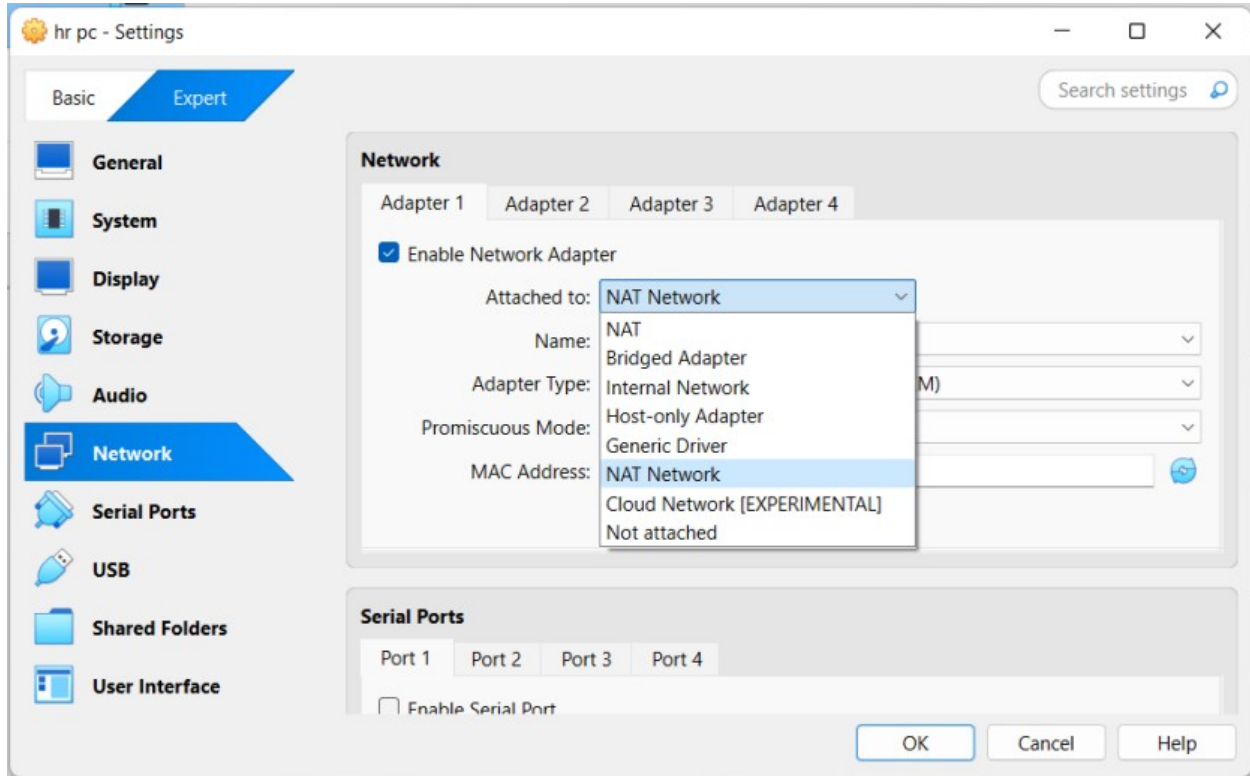 hr pc - Settings
Basic
Expert
Search settings
General
System
Display
Storage
Audio
Network
Serial Ports
USB
Shared Folders
User Interface
Network
Adapter 1
Adapter 2
Adapter 3
Adapter 4
Enable Network Adapter
Attached to: NAT Network
NAT
Bridged Adapter
Internal Network
Host-only Adapter
Generic Driver
NAT Network
Cloud Network [EXPERIMENTAL]
Not attached
Name:
Adapter Type: M)
Promiscuous Mode:
MAC Address:
Serial Ports
Port 1
Port 2
Port 3
Port 4
Enable Serial Port
OK
Cancel
Help